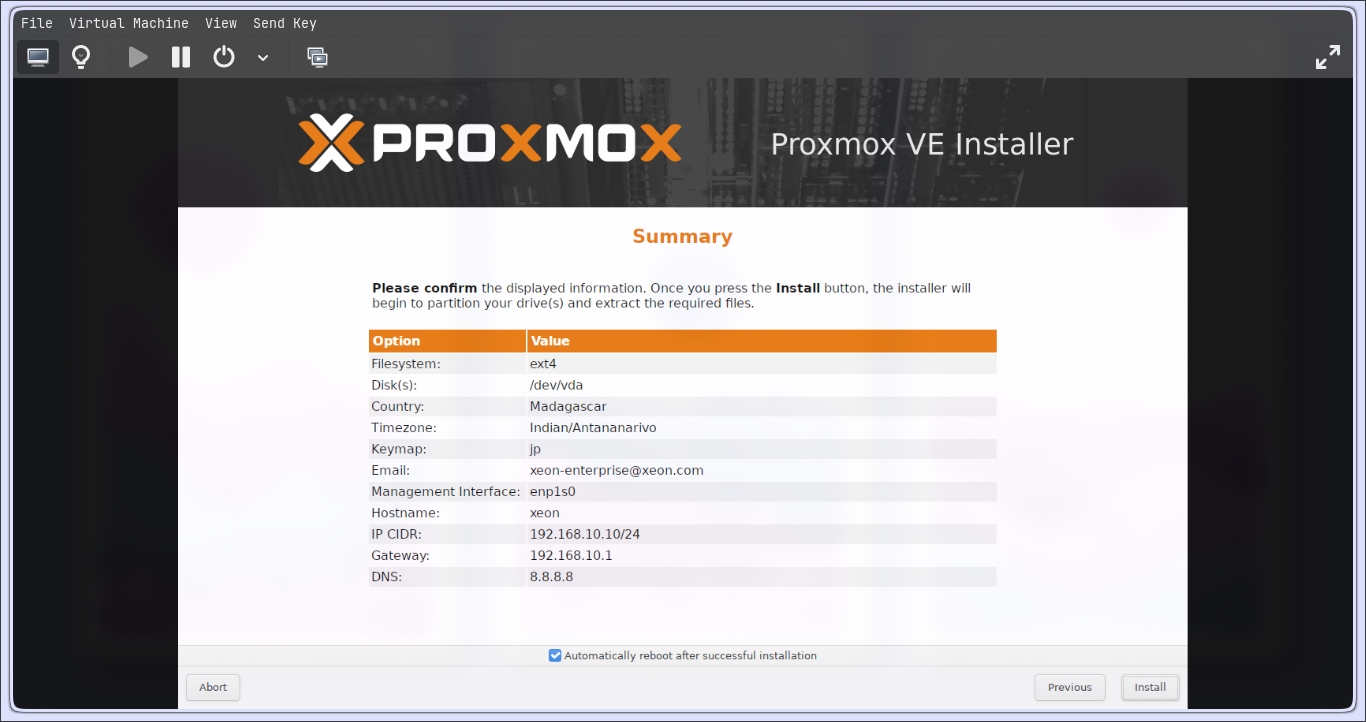 File Virtual Machine View Send Key
PROXMOX
Proxmox VE Installer
Summary
Please confirm the displayed information. Once you press the Install button, the installer will
begin to partition your drive(s) and extract the required files.
Option Value
Filesystem: ext4
Disk(s): /dev/vda
Country: Madagascar
Timezone: Indian/Antananarivo
Keymap: jp
Email: xeon-enterprise@xeon.com
Management Interface: enp1s0
Hostname: xeon
IP CIDR: 192.168.10.10/24
Gateway: 192.168.10.1
DNS: 8.8.8.8
Automatically reboot after successful installation
Abort Previous Install